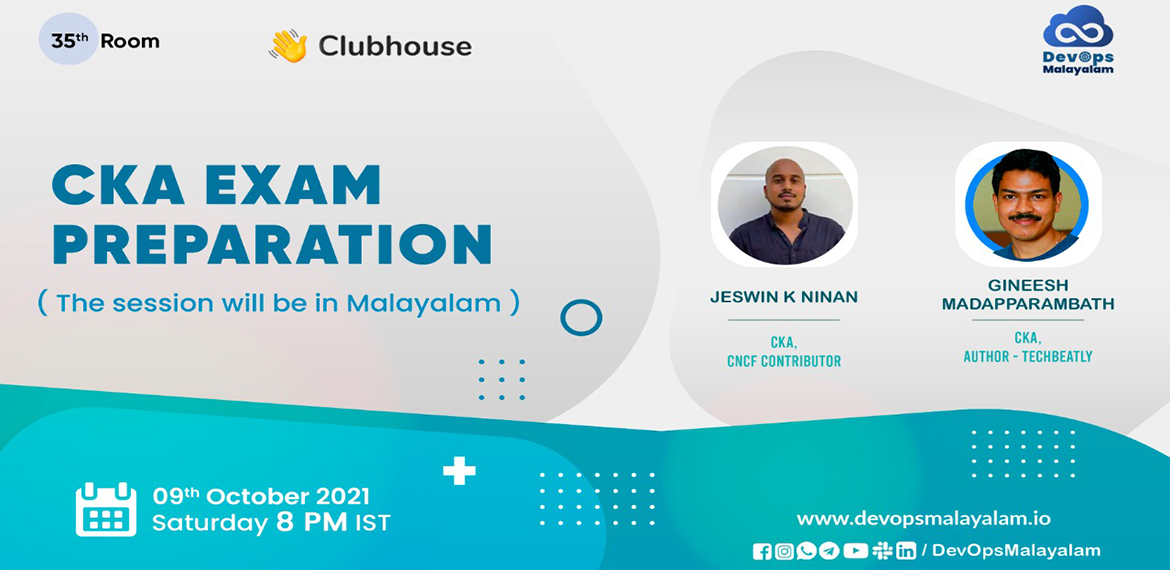 35th Room
Clubhouse
DevOps
Malayalam
CKA EXAM
PREPARATION
( The session will be in Malayalam )
JESWIN K NINAN
CKA,
CNCF CONTRIBUTOR
GINEESH
MADAPPARAMBATH
CKA,
AUTHOR - TECHBEATLY
09th October 2021
Saturday 8 PM IST
www.devopsmalayalam.io
/ DevOpsMalayalam